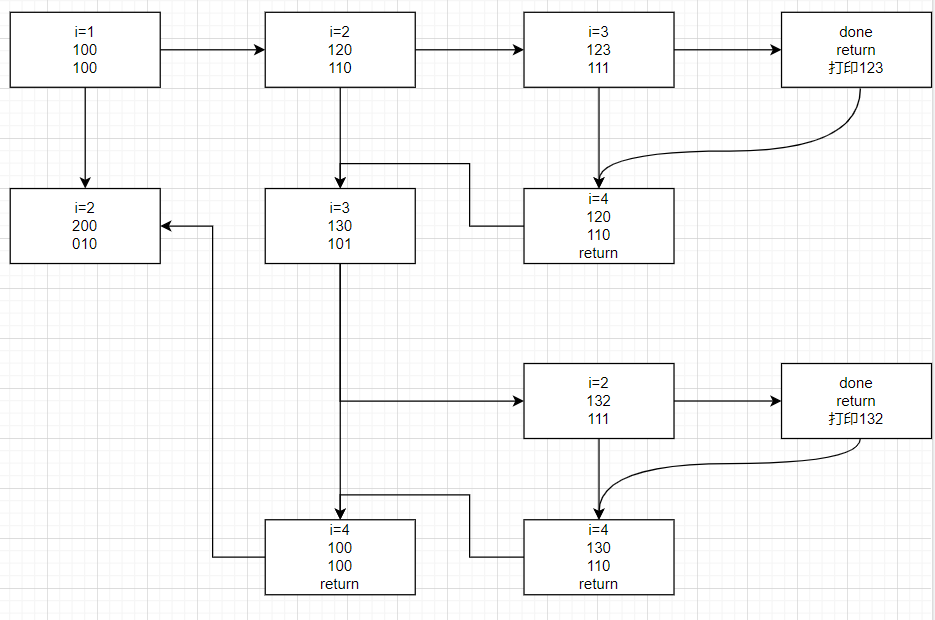 i=1
100
100
i=2
120
110
i=3
123
111
done
return
打印123
i=2
200
010
i=3
130
101
i=4
120
110
return
i=2
132
111
done
return
打印132
i=4
100
100
return
i=4
130
110
return